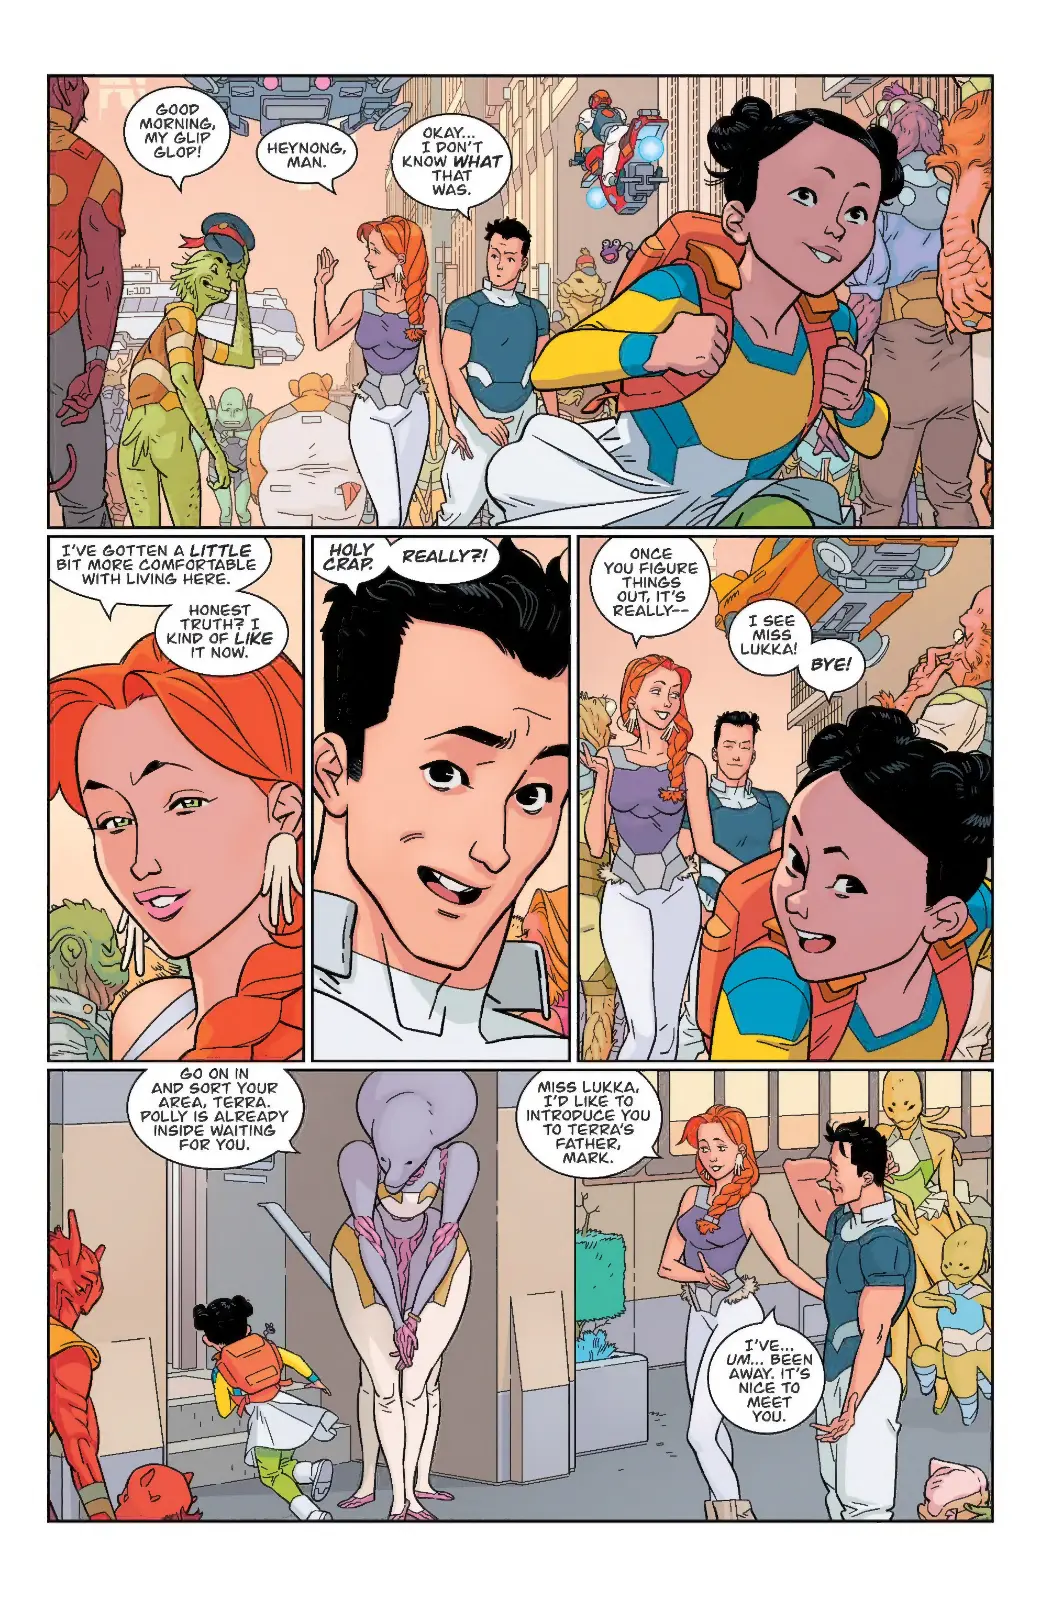 GOOD
MORNING,
MY GLIP
GLOP!
HEYNONG,
MAN.
OKAY...
I DON'T
KNOW WHAT
THAT
WAS.
I'VE GOTTEN A LITTLE
BIT MORE COMFORTABLE
WITH LIVING HERE.
HONEST
TRUTH? I
KIND OF LIKE
IT NOW.
HOLY
CRAP.
REALLY?!
ONCE
YOU FIGURE
THINGS
OUT, IT'S
REALLY--
I SEE
MISS
LUKKA!
BYE!
GO ON IN
AND SORT YOUR
AREA, TERRA.
POLLY IS ALREADY
INSIDE WAITING
FOR YOU.
MISS LUKKA,
I'D LIKE TO
INTRODUCE YOU
TO TERRA'S
FATHER,
MARK.
I'VE...
UM... BEEN
AWAY. IT'S
NICE TO
MEET
YOU.